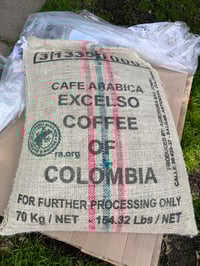 CAFE ARABICA
EXCELSO
COFFEE
OF
ra.org
COLOMBIA
FOR FURTHER PROCESSING ONLY
70 Kg / NET - 154.32 Lbs / NET